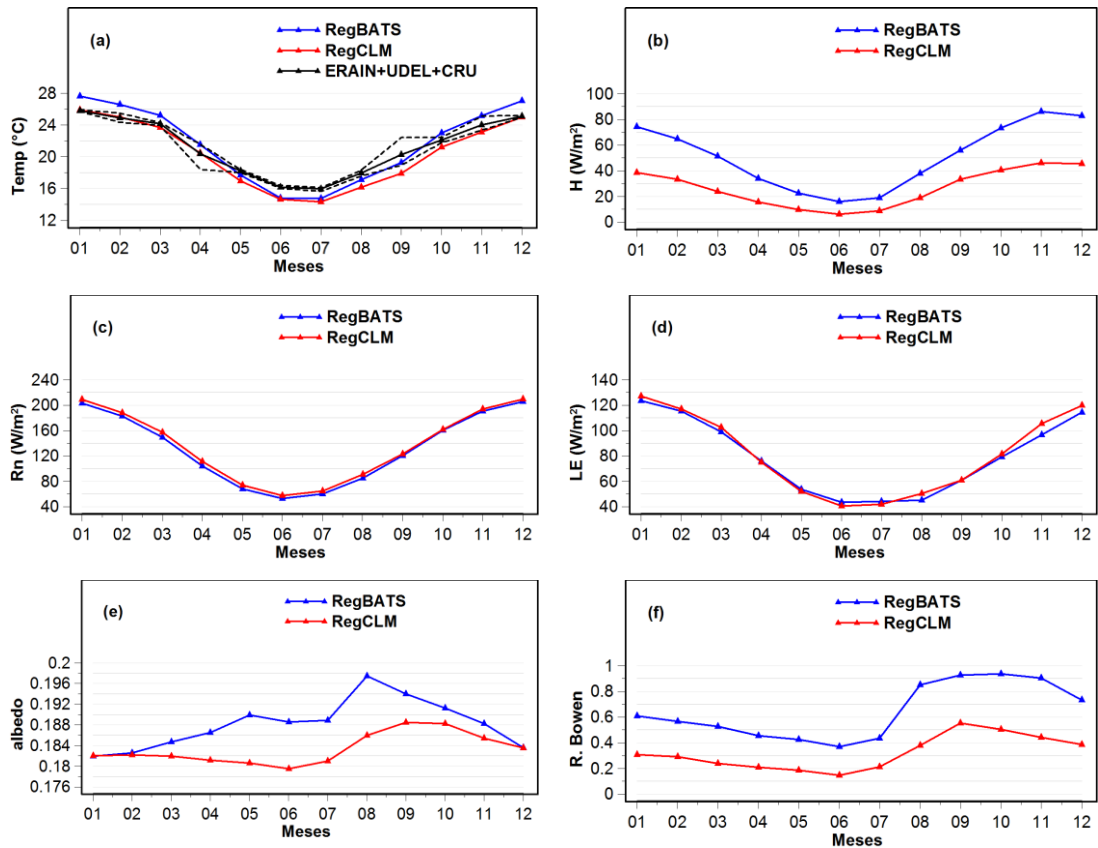 (a)
RegBATS
RegCLM
ERAIN+UDEL+CRU
Temp (°C)
28
24
20
16
12
01 02 03 04 05 06 07 08 09 10 11 12
Meses
(b)
RegBATS
RegCLM
H (W/m²)
100
80
60
40
20
0
01 02 03 04 05 06 07 08 09 10 11 12
Meses
(c)
RegBATS
RegCLM
Rn (W/m²)
240
200
160
120
80
40
01 02 03 04 05 06 07 08 09 10 11 12
Meses
(d)
RegBATS
RegCLM
LE (W/m²)
140
120
100
80
60
40
01 02 03 04 05 06 07 08 09 10 11 12
Meses
(e)
RegBATS
RegCLM
albedo
0.2
0.196
0.192
0.188
0.184
0.18
0.176
01 02 03 04 05 06 07 08 09 10 11 12
Meses
(f)
RegBATS
RegCLM
R. Bowen
1
0.8
0.6
0.4
0.2
0
01 02 03 04 05 06 07 08 09 10 11 12
Meses